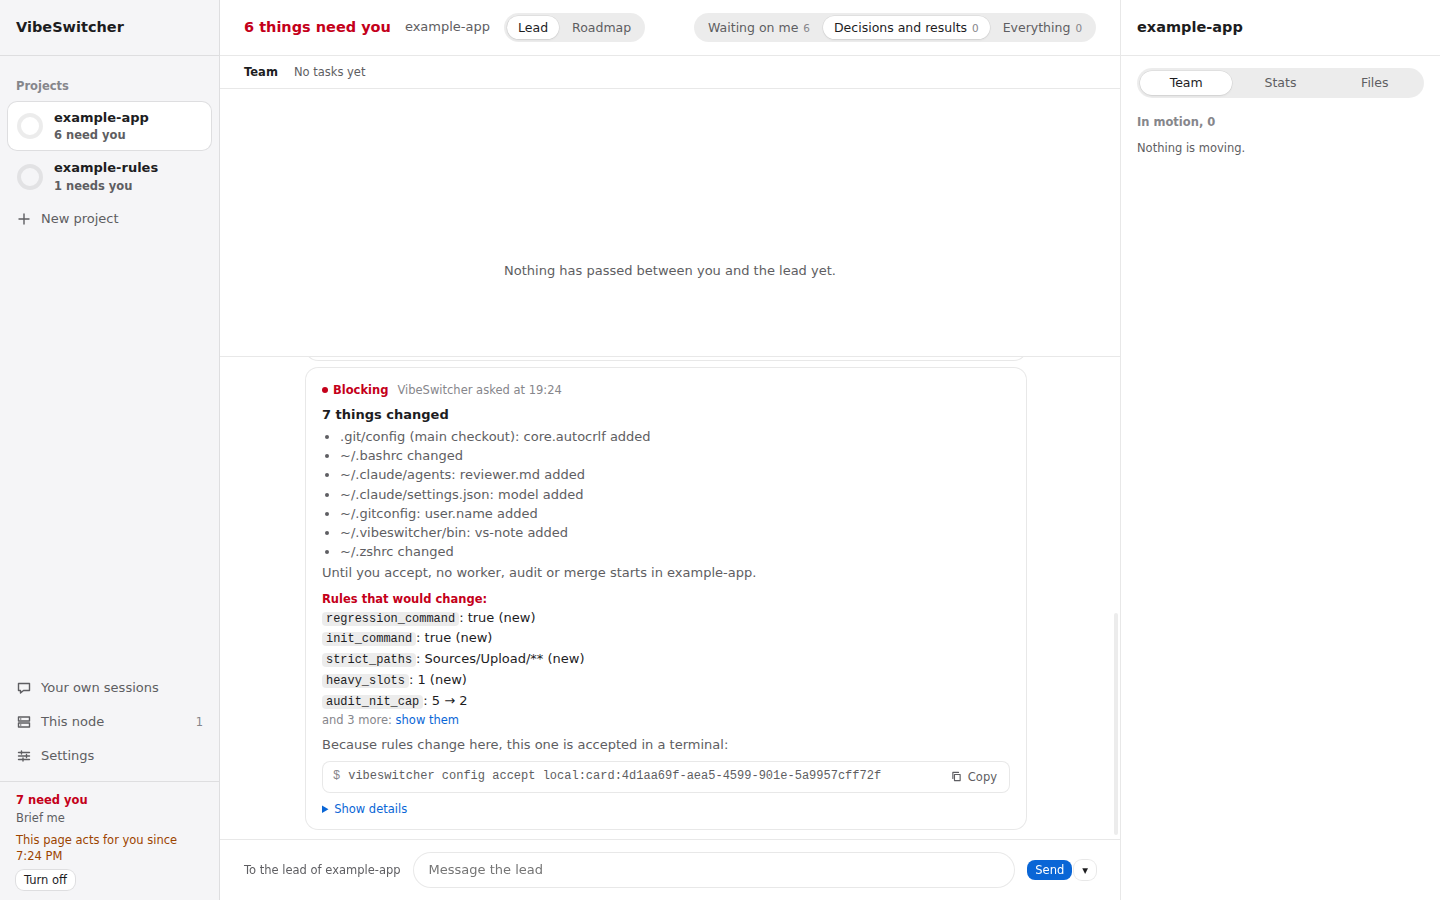 VibeSwitcher
Projects
example-app
6 need you
example-rules
1 needs you
New project
Your own sessions
This node 1
Settings
7 need you
Brief me
This page acts for you since
7:24 PM
Turn off
6 things need you example-app Lead Roadmap Waiting on me 6 Decisions and results 0 Everything 0
Team No tasks yet
Nothing has passed between you and the lead yet.
Blocking VibeSwitcher asked at 19:24
7 things changed
• .git/config (main checkout): core.autocrlf added
• ~/.bashrc changed
• ~/.claude/agents: reviewer.md added
• ~/.claude/settings.json: model added
• ~/.gitconfig: user.name added
• ~/.vibeswitcher/bin: vs-note added
• ~/.zshrc changed
Until you accept, no worker, audit or merge starts in example-app.
Rules that would change:
regression_command: true (new)
init_command: true (new)
strict_paths: Sources/Upload/** (new)
heavy_slots: 1 (new)
audit_nit_cap: 5 → 2
and 3 more: show them
Because rules change here, this one is accepted in a terminal:
$ vibeswitcher config accept local:card:4d1aa69f-aea5-4599-901e-5a9957cff72f Copy
Show details
To the lead of example-app Message the lead Send
example-app
Team Stats Files
In motion, 0
Nothing is moving.